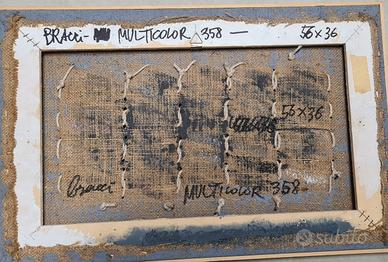 BRACCI- MULTICOLOR △ 358 — 56×36
56×36
Bracci MULTICOLOR 358-
subito